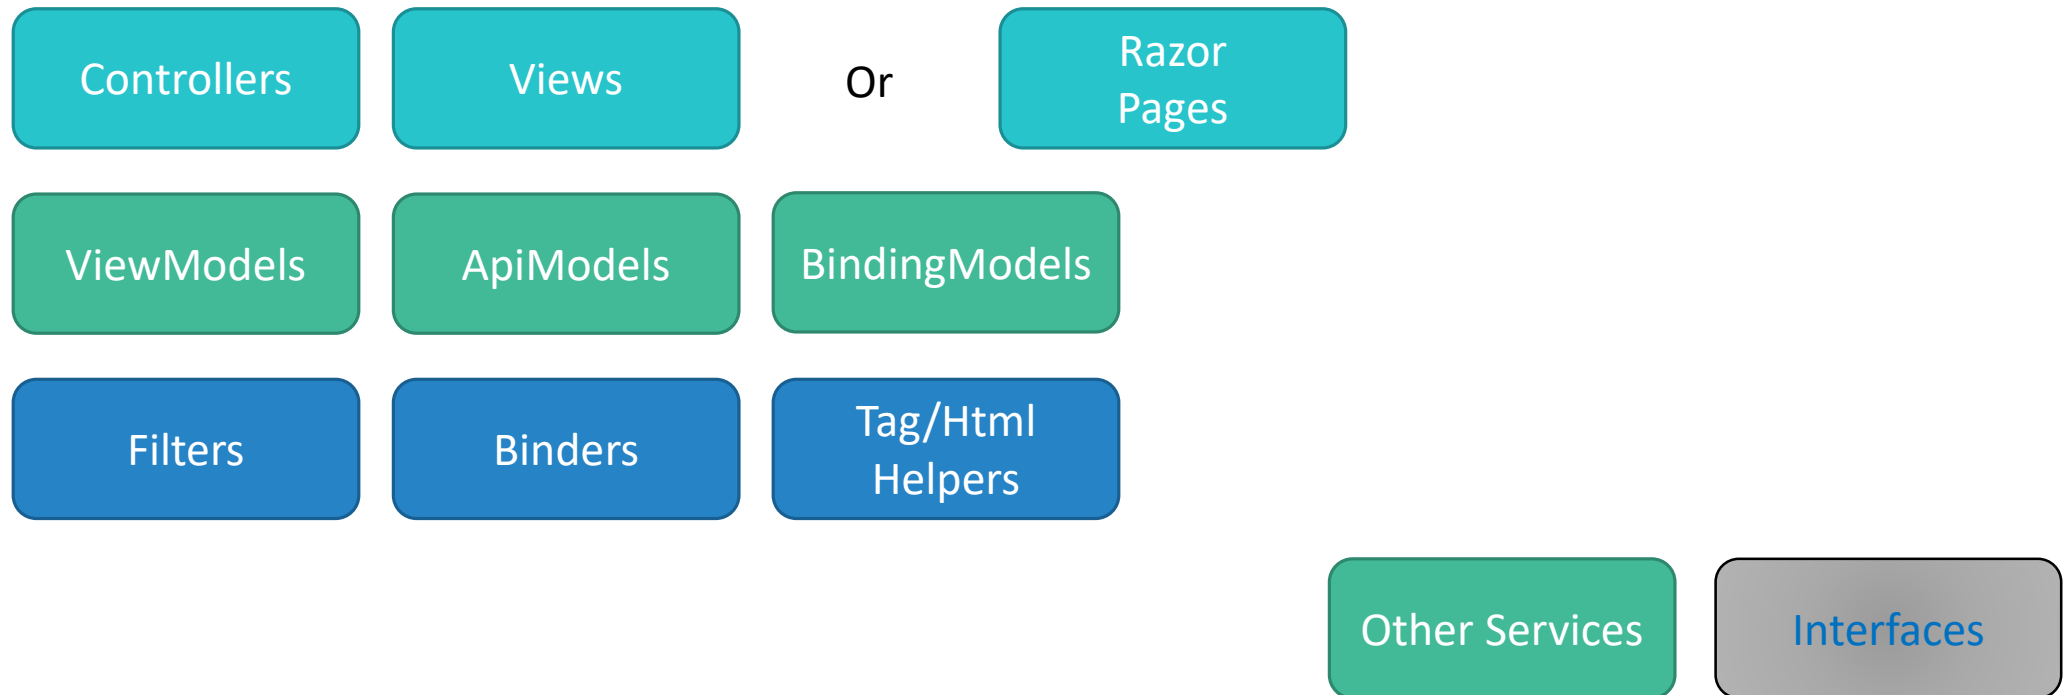 Controllers
Views
Or
Razor
Pages
ViewModels
ApiModels
BindingModels
Filters
Binders
Tag/Html
Helpers
Other Services
Interfaces